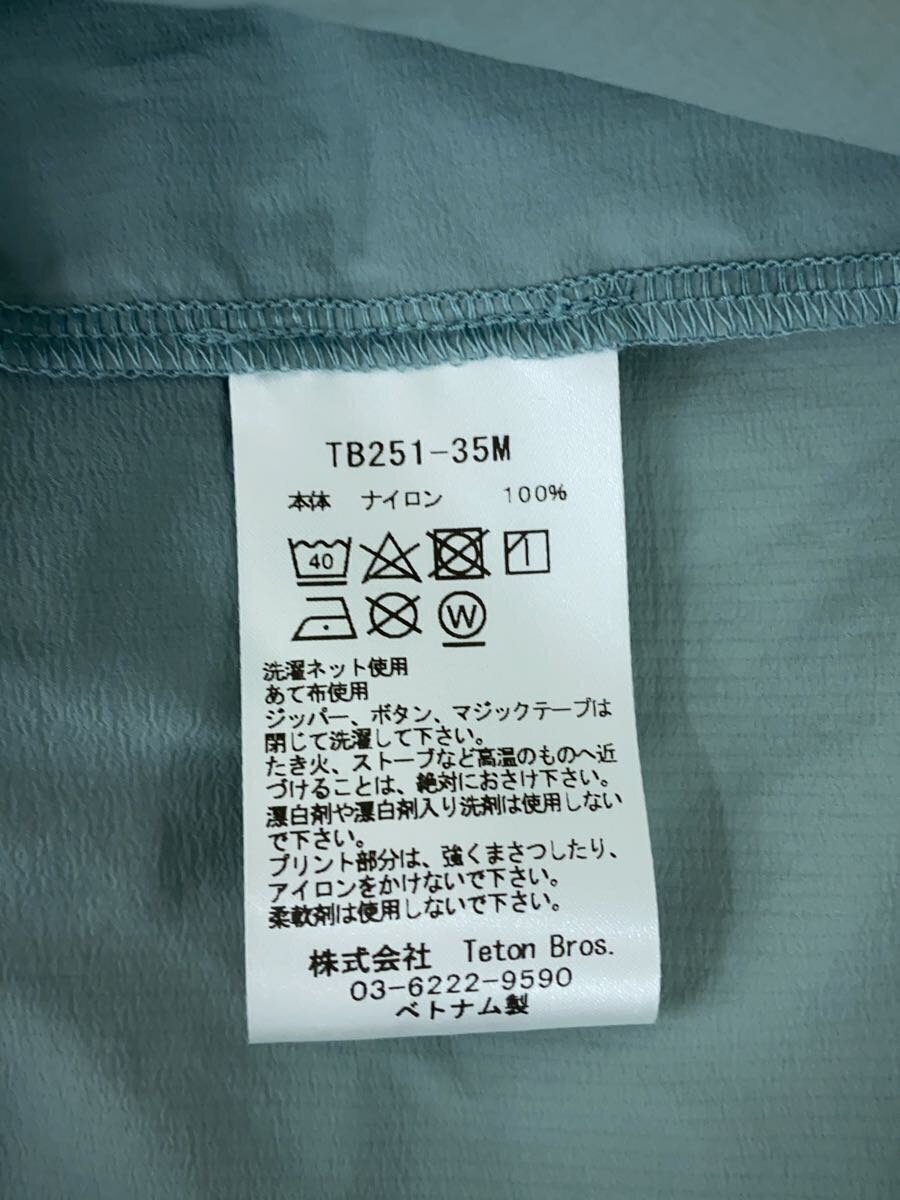 TB251-35M
本体 ナイロン 100%
40
W
洗濯ネット使用
あて布使用
ジッパー、ボタン、マジックテープは
閉じて洗濯して下さい。
たき火、ストーブなど高温のものへ近
づけることは、絶対におさけ下さい。
漂白剤や漂白剤入り洗剤は使用しない
で下さい。
プリント部分は、強くまさつしたり、
アイロンをかけないで下さい。
柔軟剤は使用しないで下さい。
株式会社 Teton Bros.
03-6222-9590
ベトナム製